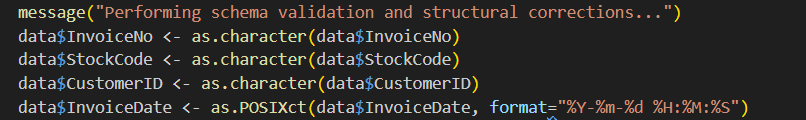 message("Performing schema validation and structural corrections...")
data$InvoiceNo <- as.character(data$InvoiceNo)
data$StockCode <- as.character(data$StockCode)
data$CustomerID <- as.character(data$CustomerID)
data$InvoiceDate <- as.POSIXct(data$InvoiceDate, format="%Y-%m-%d %H:%M:%S")